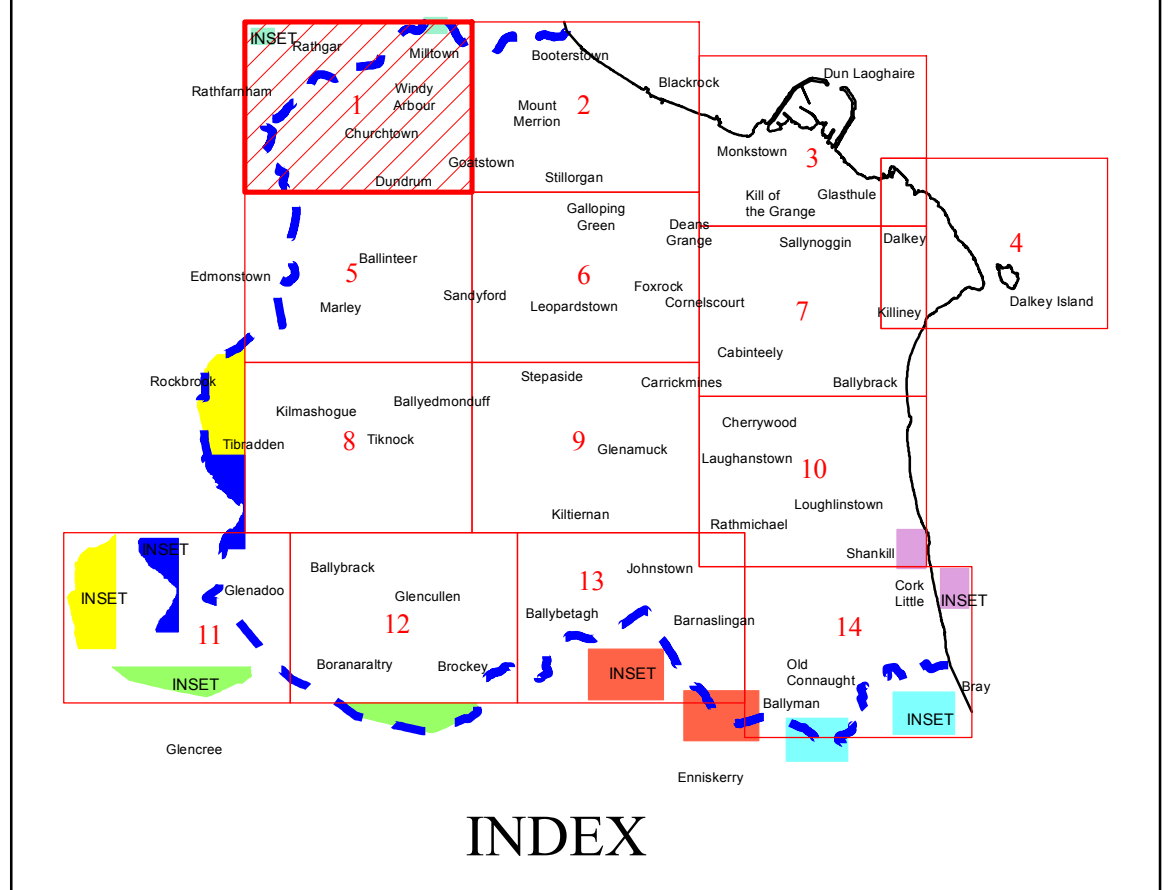 INSET
Rathgar
Milltown
Booterstown
Dun Laoghaire
Blackrock
Rathfarnham
Windy
Arbour
1
Mount
Merrion
2
Churchtown
Monkstown
3
Goatstown
Dundrum
Stillorgan
Kill of
the Grange
Glasthule
Galloping
Green
Deans
Grange
Sallynoggin
Dalkey
4
Ballinteer
5
6
Edmonstown
Sandyford
Foxrock
Marley
Leopardstown
Cornelscourt
7
Killiney
Dalkey Island
Cabinteely
Rockbrook
Stepaside
Carrickmines
Ballybrack
Kilmashogue
Ballyedmonduff
Cherrywood
Tibradden
8
Tiknock
9
Glenamuck
Laughanstown
10
Loughlinstown
Kiltiernan
Rathmichael
INSET
Shankill
Ballybrack
13
Johnstown
INSET
Glenadoo
Glencullen
Cork
Little
INSET
11
12
Ballybetagh
Barnaslingan
14
Boranaraltry
Brockey
INSET
INSET
Old
Connaught
Bray
Ballyman
INSET
Glencree
Enniskerry
INDEX